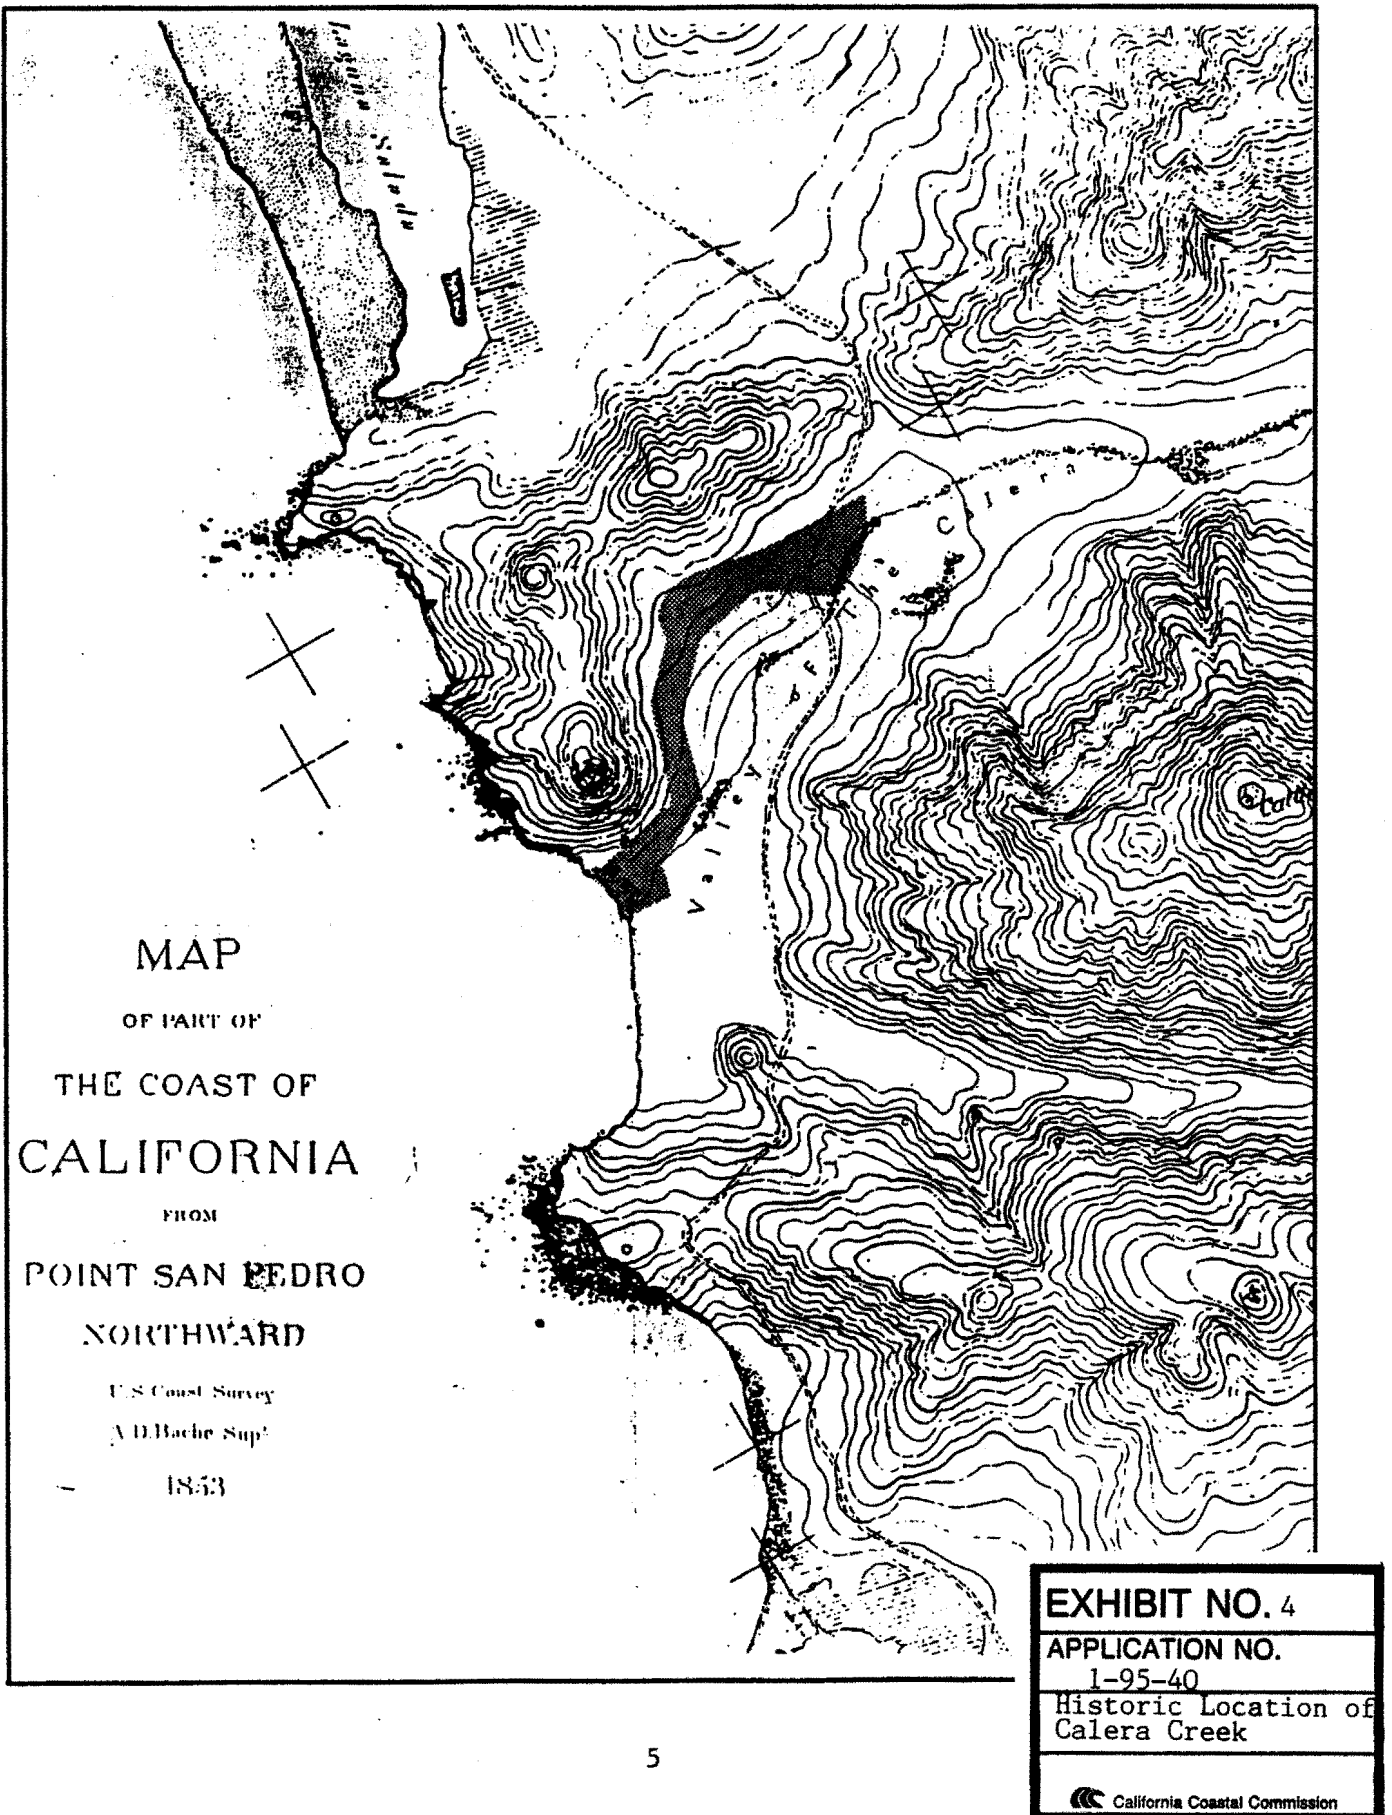 Laguna Salada
Valley of The Calera
MAP
OF PART OF
THE COAST OF
CALIFORNIA
FROM
POINT SAN PEDRO
NORTHWARD
U.S Coast Survey
A D. Bache Supt
1853
EXHIBIT NO. 4
APPLICATION NO.
1-95-40
Historic Location of
Calera Creek
California Coastal Commission
5